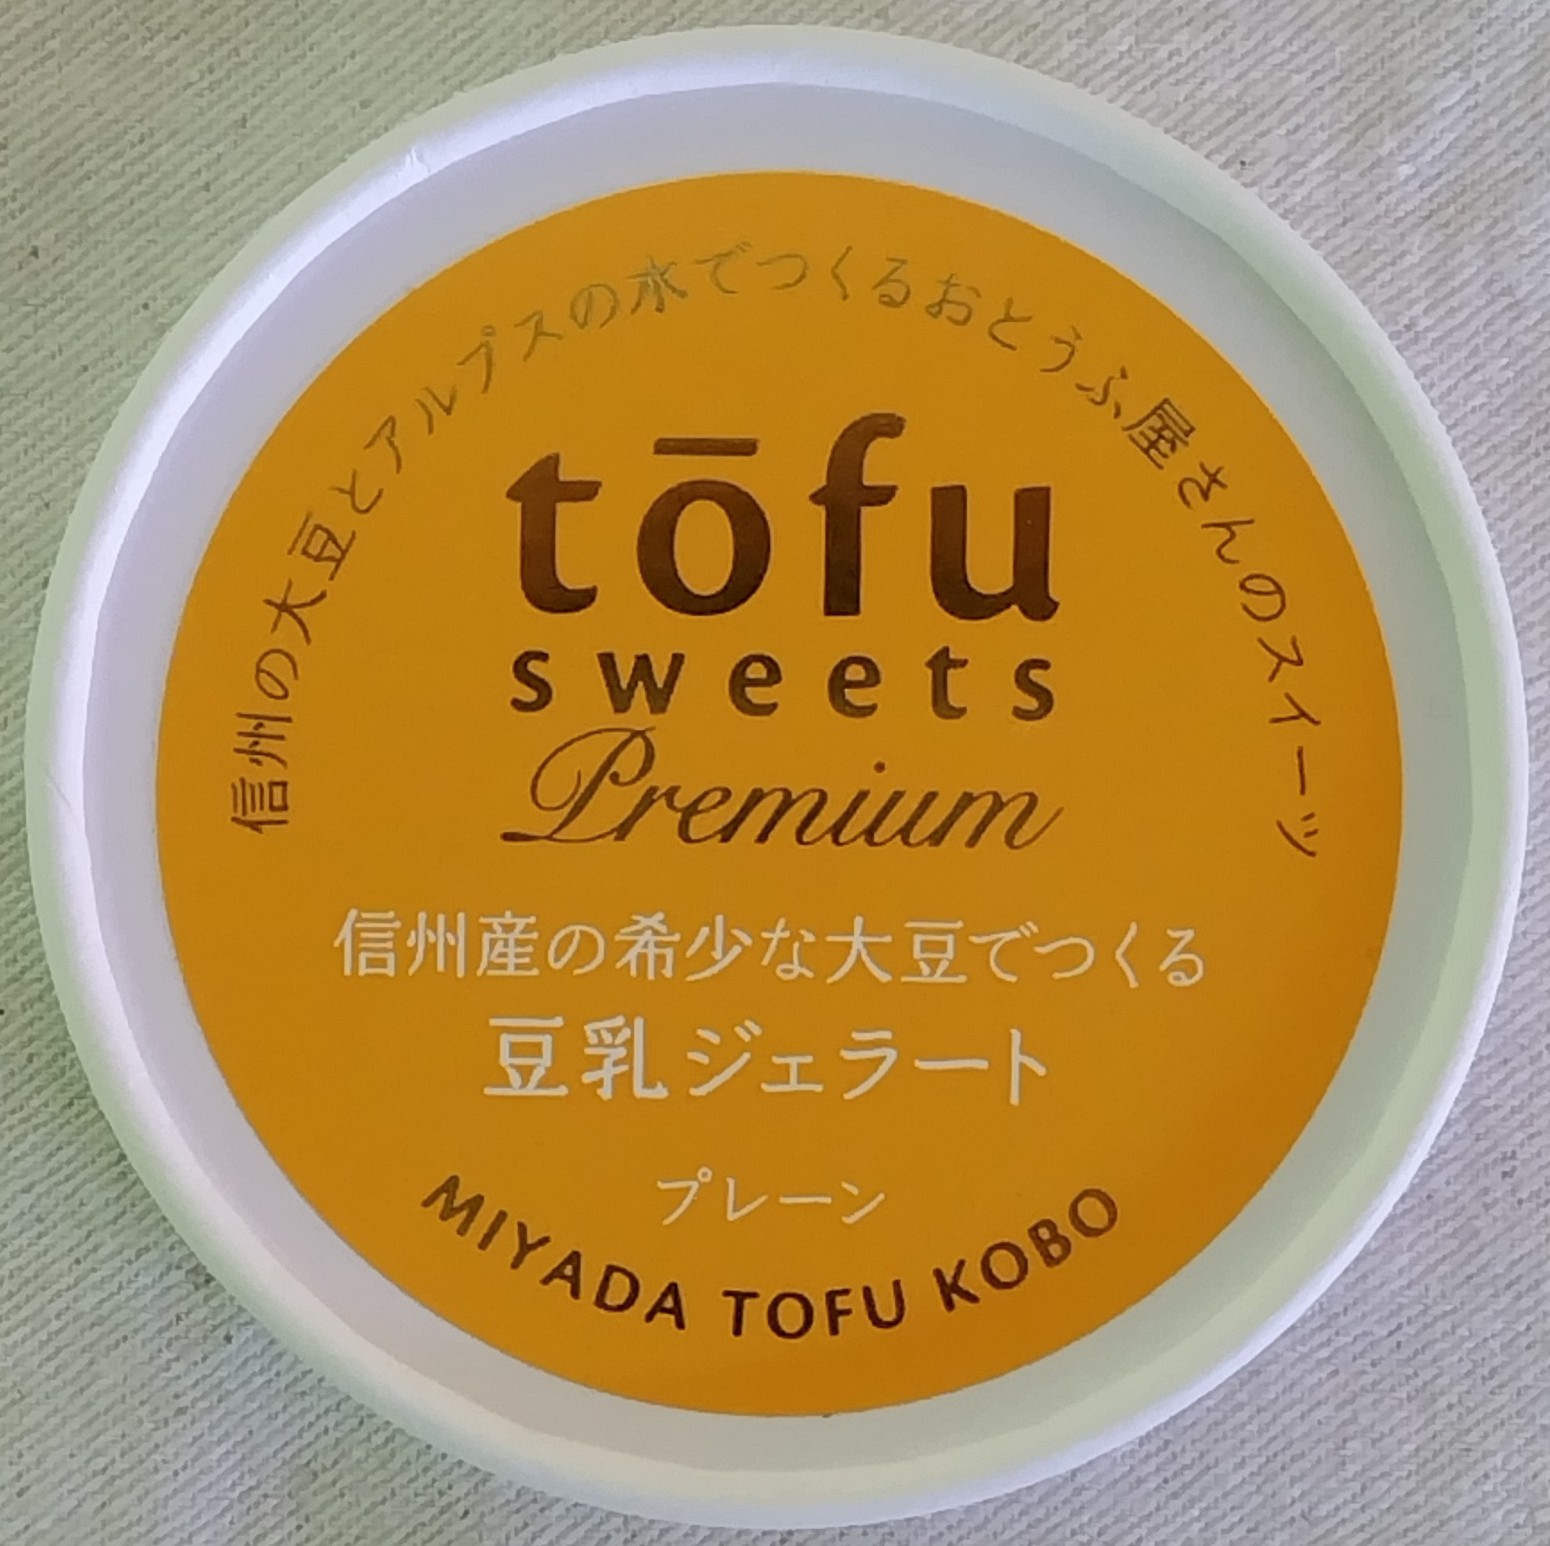 信州の大豆とアルプスの水でつくるおとうふ屋さんのスイーツ
tōfu
sweets
Premium
信州産の希少な大豆でつくる
豆乳ジェラート
プレーン
MIYADA TOFU KOBO